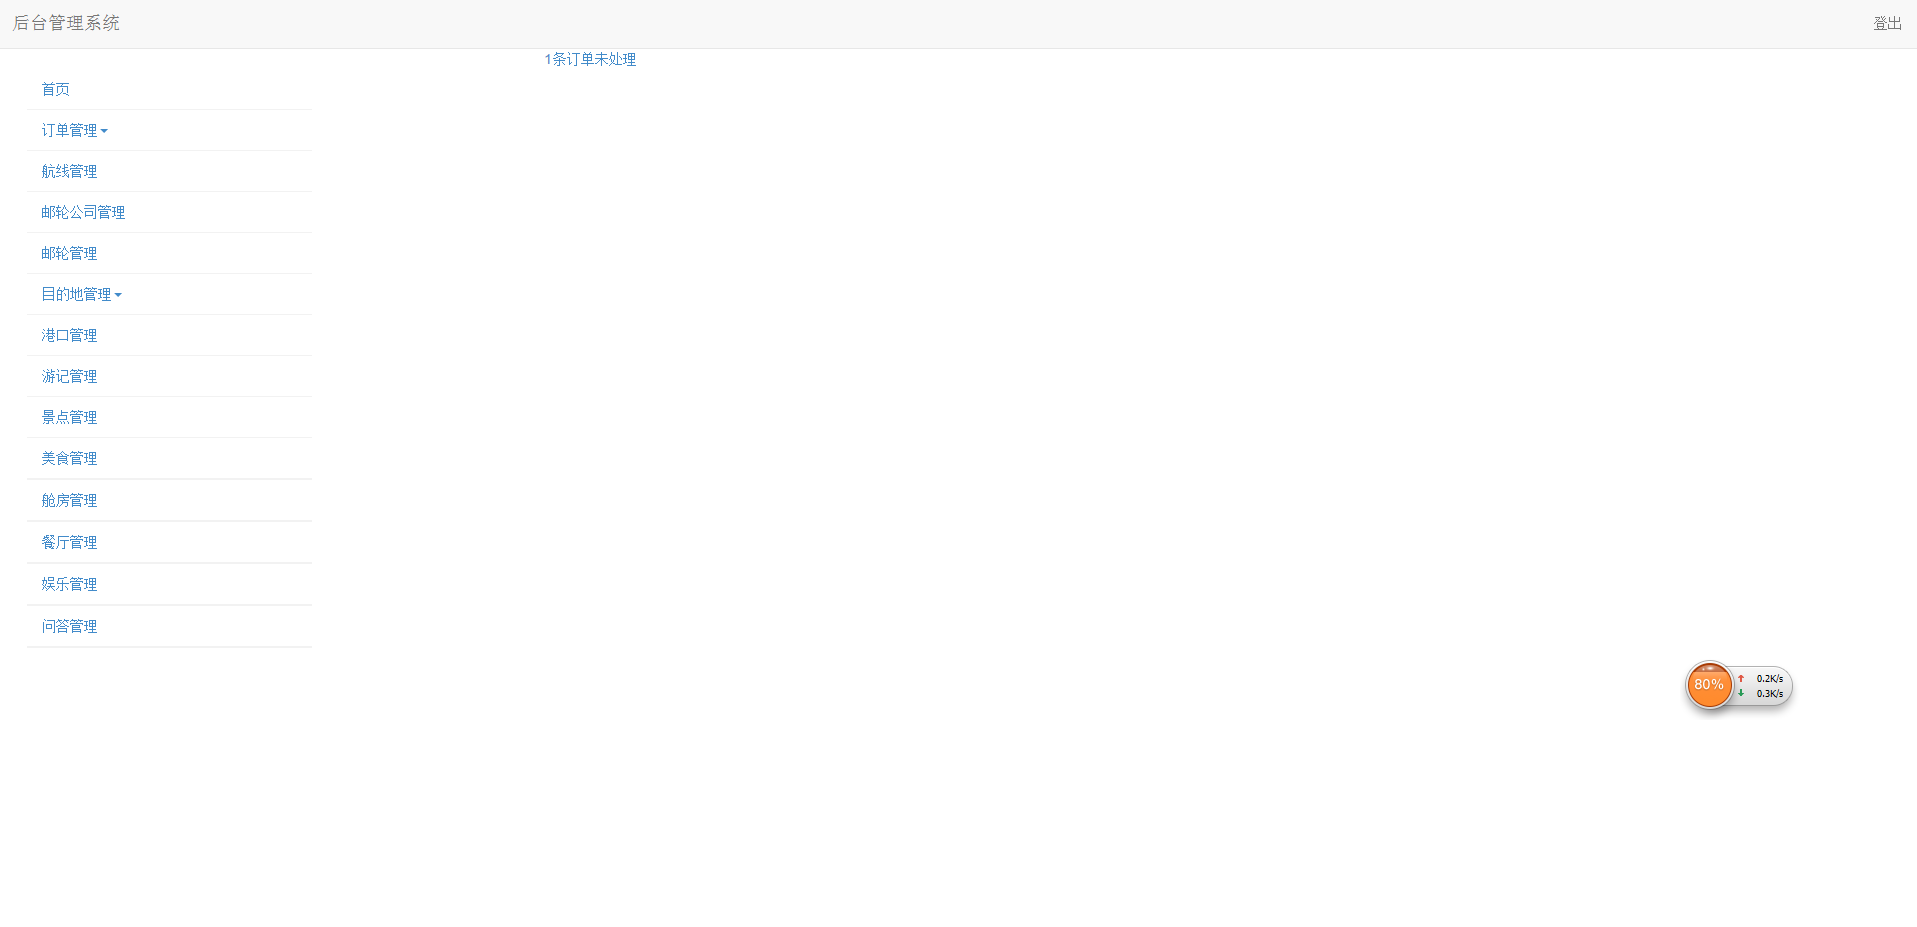 后台管理系统
登出
1条订单未处理
首页
订单管理
航线管理
邮轮公司管理
邮轮管理
目的地管理
港口管理
游记管理
景点管理
美食管理
舱房管理
餐厅管理
娱乐管理
问答管理
80%
0.2K/s
0.3K/s